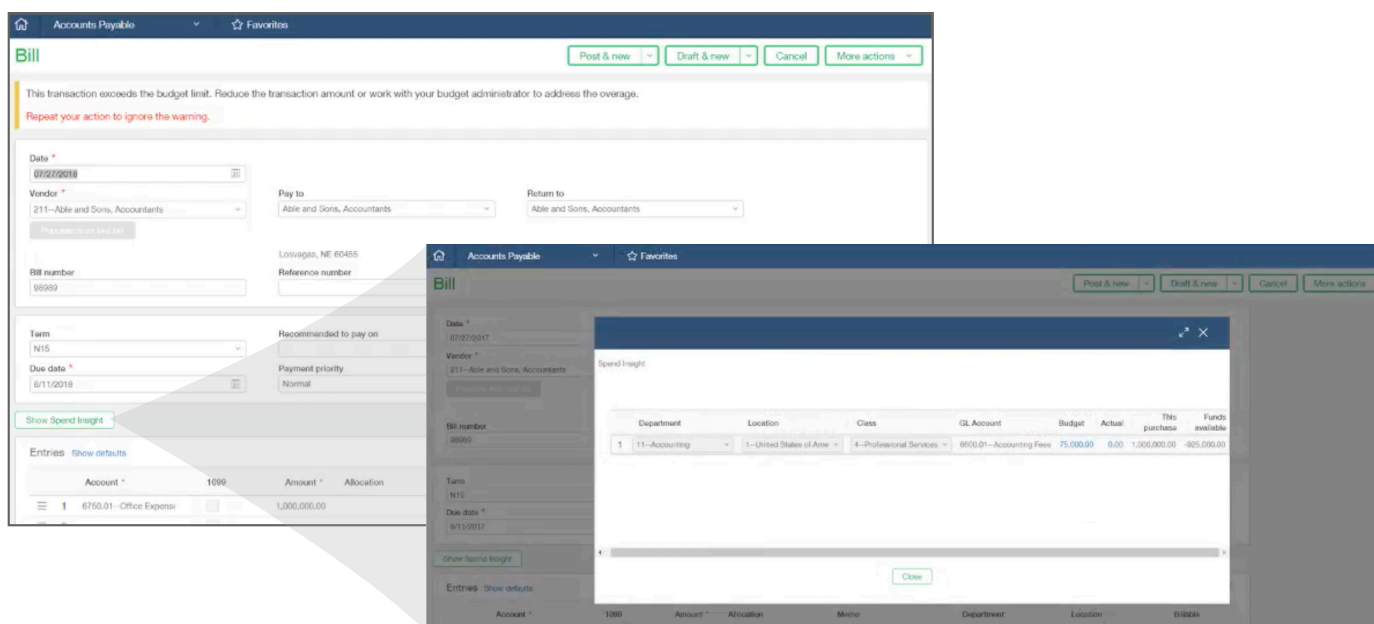 Accounts Payable
Favorites
Bill
Post & new
Draft & new
Cancel
More actions
This transaction exceeds the budget limit. Reduce the transaction amount or work with your budget administrator to address the overage.
Repeat your action to ignore the warning.
Date *
07/27/2018
Vendor *
Pay to
Return to
211--Able and Sons, Accountants
Able and Sons, Accountants
Able and Sons, Accountants
NE 60455
Bill number
Reference number
98989
Term
Recommended to pay on
N15
Due date *
Payment priority
8/11/2018
Normal
Show Spend Insight
Entries Show defaults
Account * 1099 Amount * Allocation
1 6750.01--Office Expens 1,000,000.00
Accounts Payable
Favorites
Bill
Post & new
Draft & new
Cancel
More actions
Date *
07/27/2017
Vendor *
211--Able and Sons, Accountants
Bill number
98989
Term
N15
Due date *
8/11/2017
Show Spend Insight
Entries Show defaults
Account * 1099 Amount * Allocation Memo Department Location Billable
Spend Insight
Department Location Class GL Account Budget Actual This purchase Funds available
1 11--Accounting 1--United States of Ame 4--Professional Services 6600.01--Accounting Fees 75,000.00 0.00 1,000,000.00 -925,000.00
Close